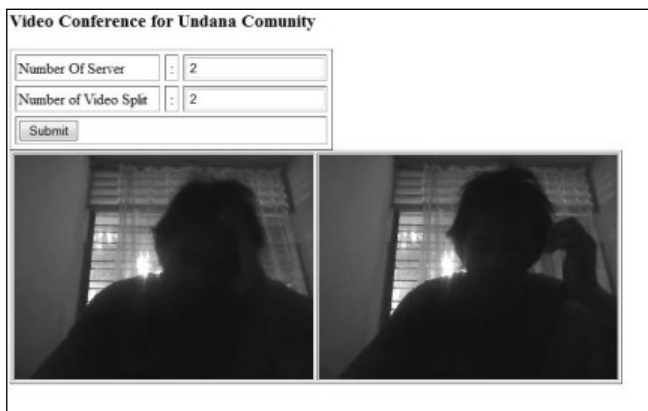 Video Conference for Undana Comunity
Number Of Server : 2
Number of Video Split : 2
Submit